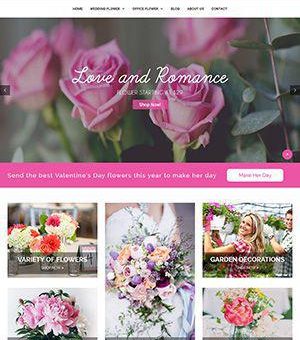 HOME WEDDING FLOWER OFFICE FLOWER BLOG ABOUT US CONTACT
Love and Romance
FLOWER STARTING AT $29
Shop Now!
Send the best Valentine's Day flowers this year to make her day
Make Her Day
VARIETY OF FLOWERS
SHOP NOW
GARDEN DECORATIONS
SHOP NOW